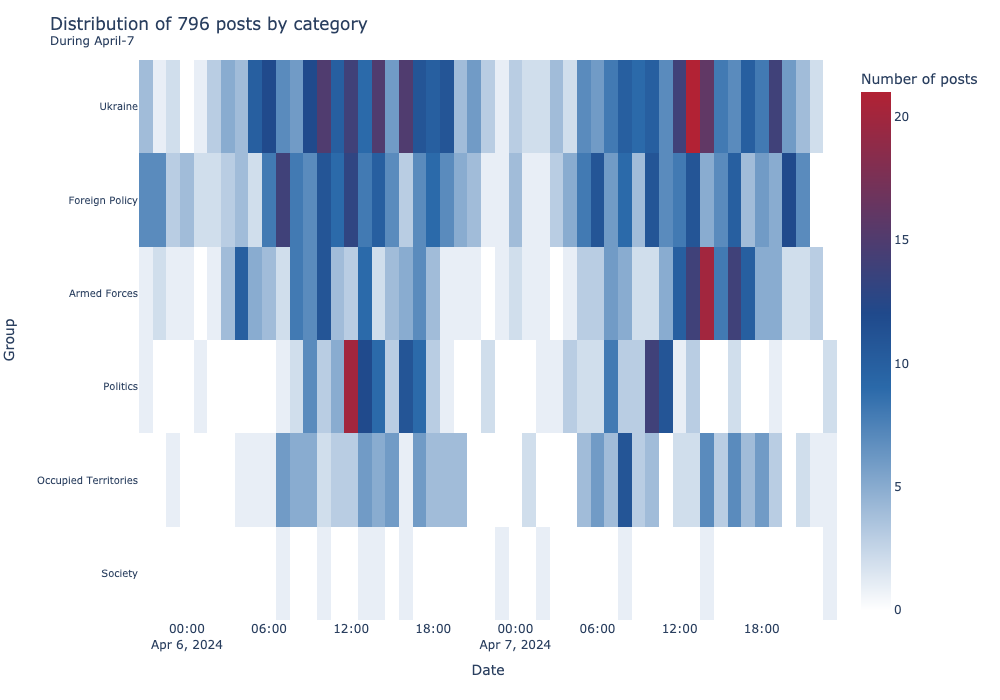 Distribution of 796 posts by category
During April-7
Number of posts
Ukraine
Foreign Policy
Armed Forces
Politics
Occupied Territories
Society
Group
20
15
10
5
0
00:00 06:00 12:00 18:00 00:00 06:00 12:00 18:00
Apr 6, 2024 Apr 7, 2024
Date